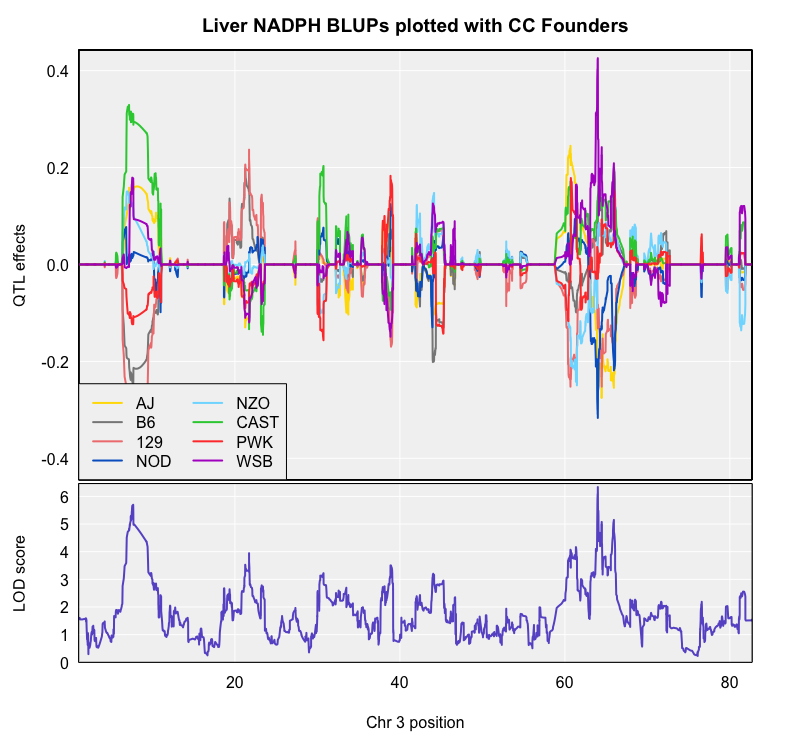 Liver NADPH BLUPs plotted with CC Founders
QTL effects
0.4
0.2
0.0
-0.2
-0.4
AJ NZO
B6 CAST
129 PWK
NOD WSB
LOD score
6
5
4
3
2
1
0
20 40 60 80
Chr 3 position